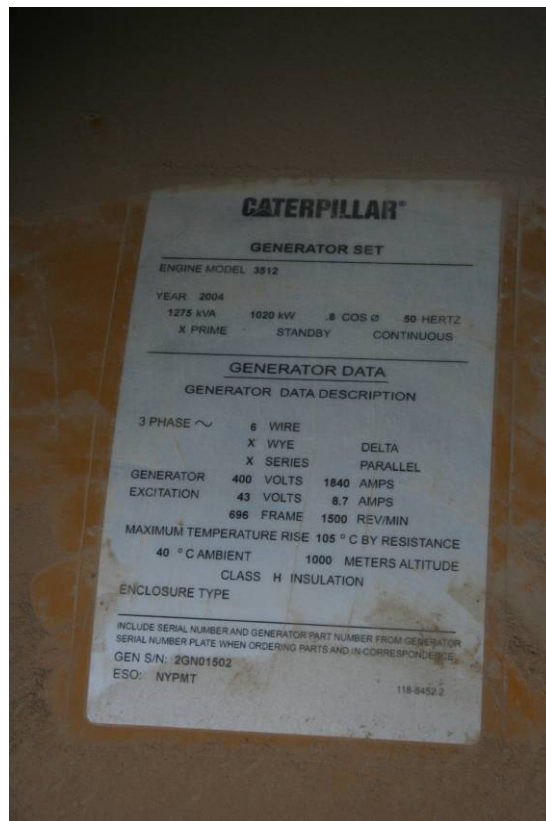 CATERPILLAR®
GENERATOR SET
ENGINE MODEL 3512
YEAR 2004
1275 kVA 1020 kW .8 COS Ø 50 HERTZ
X PRIME STANDBY CONTINUOUS
GENERATOR DATA
GENERATOR DATA DESCRIPTION
3 PHASE ~ 6 WIRE
X WYE DELTA
X SERIES PARALLEL
GENERATOR 400 VOLTS 1840 AMPS
EXCITATION 43 VOLTS 8.7 AMPS
696 FRAME 1500 REV/MIN
MAXIMUM TEMPERATURE RISE 105 °C BY RESISTANCE
40 °C AMBIENT 1000 METERS ALTITUDE
CLASS H INSULATION
ENCLOSURE TYPE
INCLUDE SERIAL NUMBER AND GENERATOR PART NUMBER FROM GENERATOR
SERIAL NUMBER PLATE WHEN ORDERING PARTS AND IN CORRESPONDENCE
GEN S/N: 2GN01502
ESO: NYPMT
118-8452 2